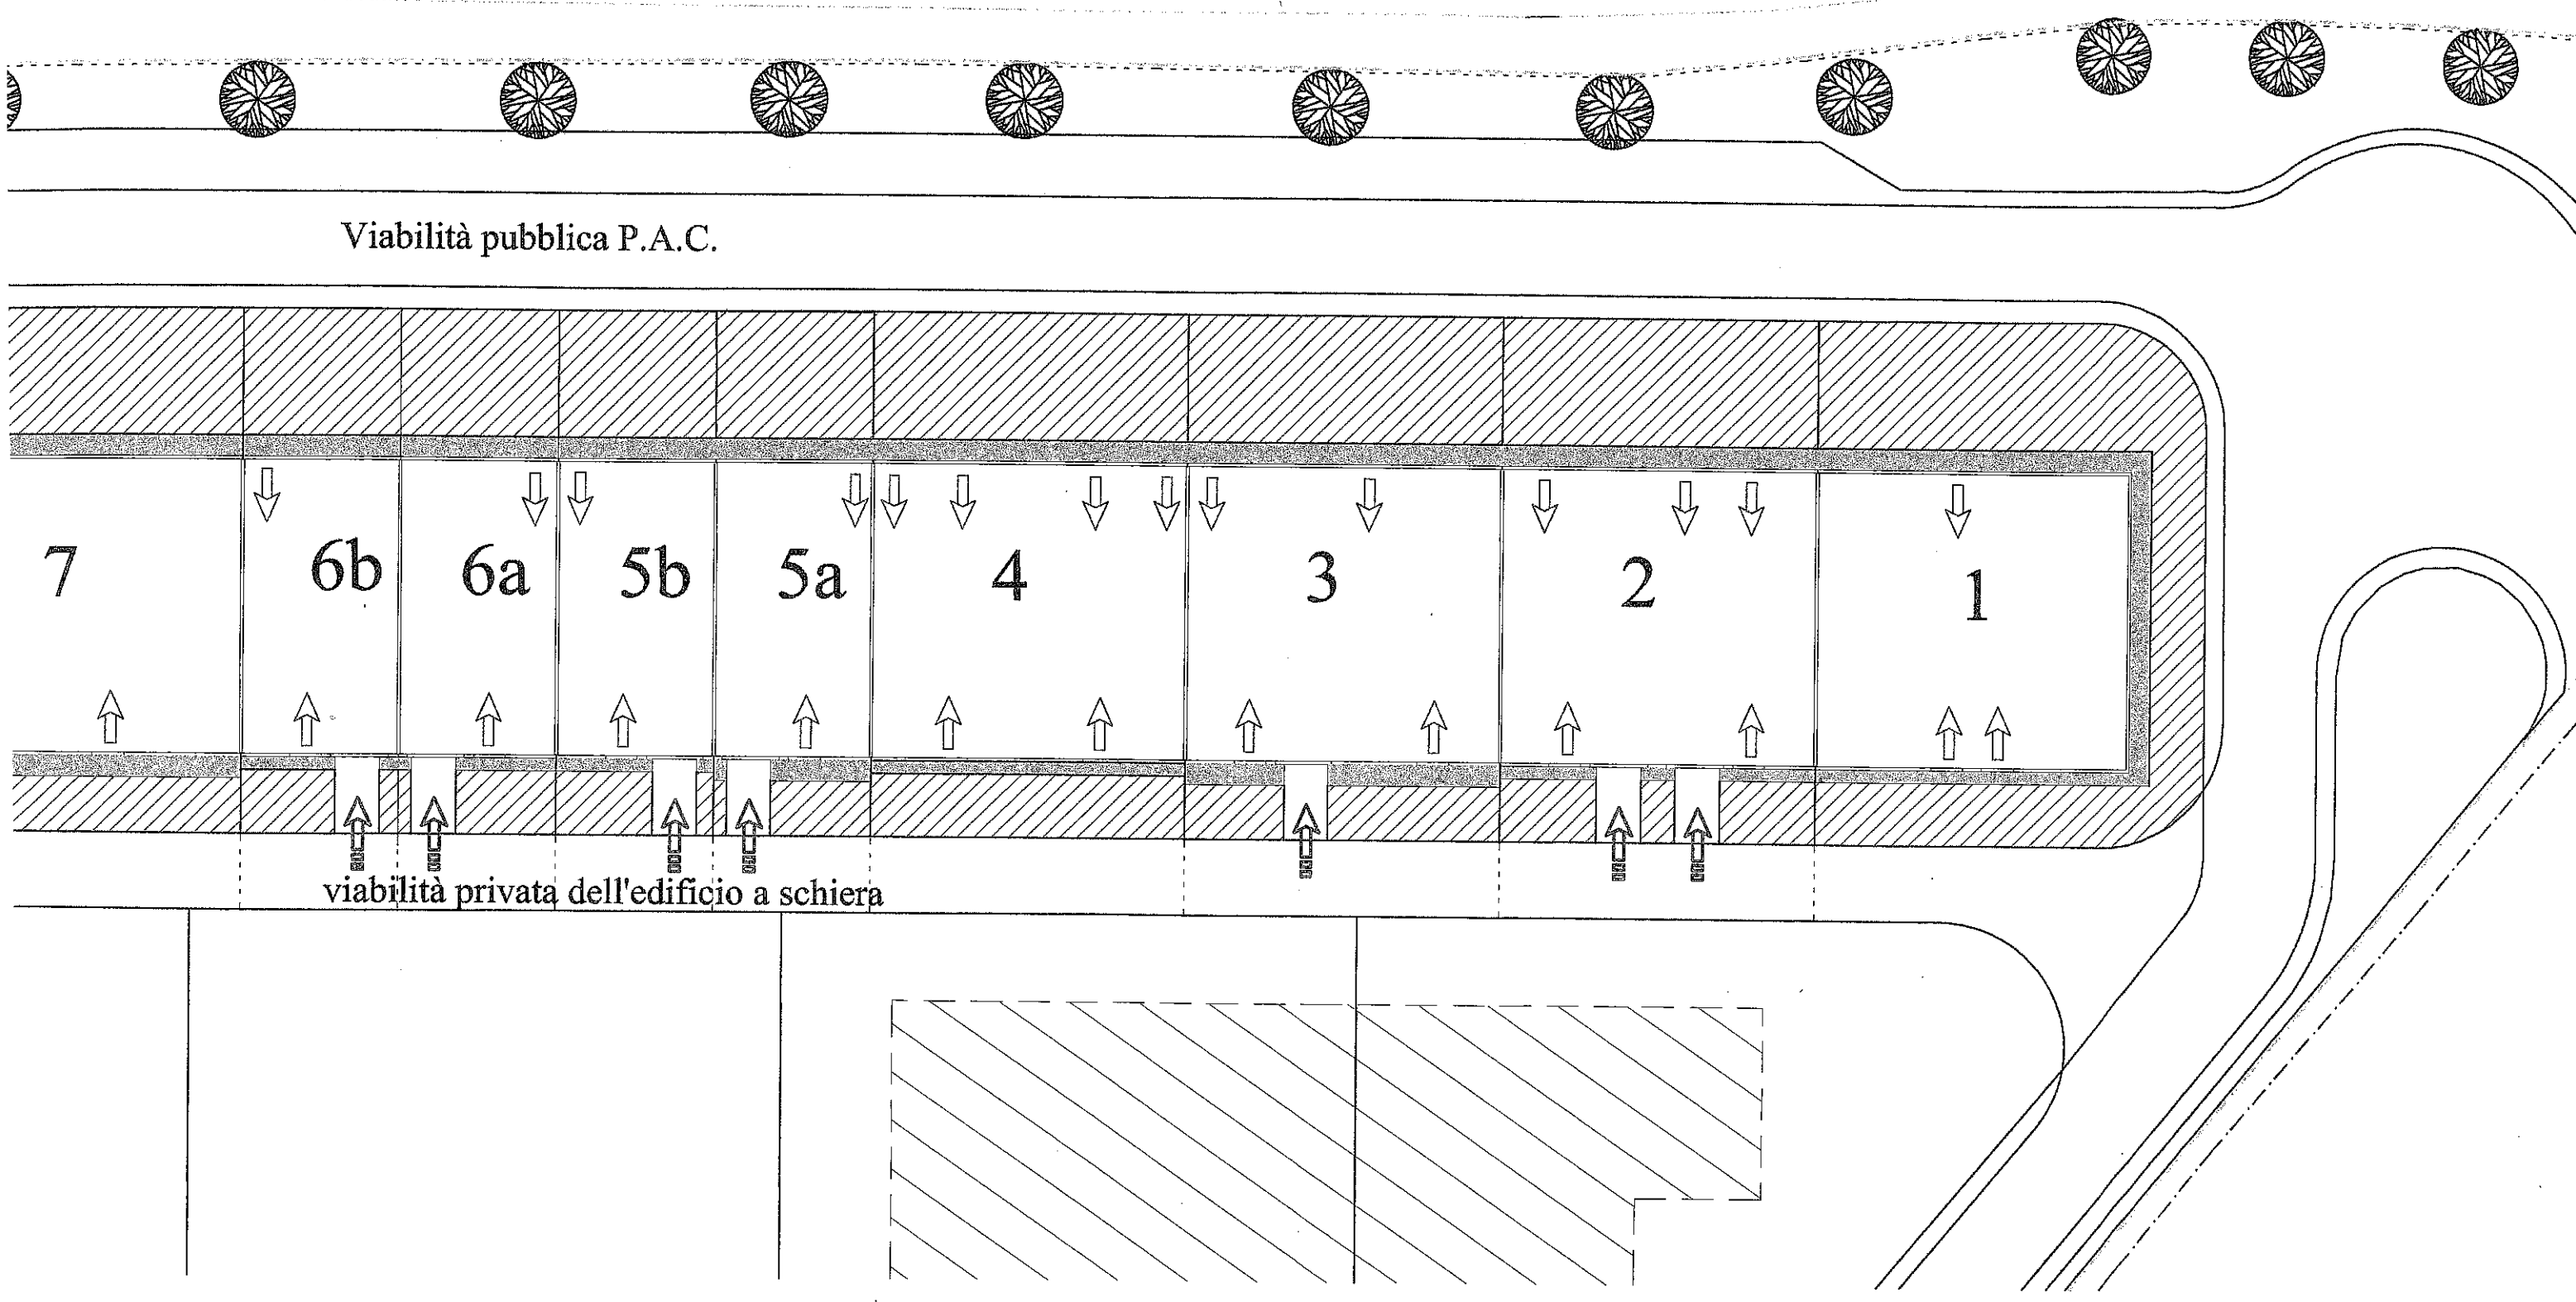 Viabilità pubblica P.A.C.
7 6b 6a 5b 5a 4 3 2 1
viabilità privata dell'edificio a schiera